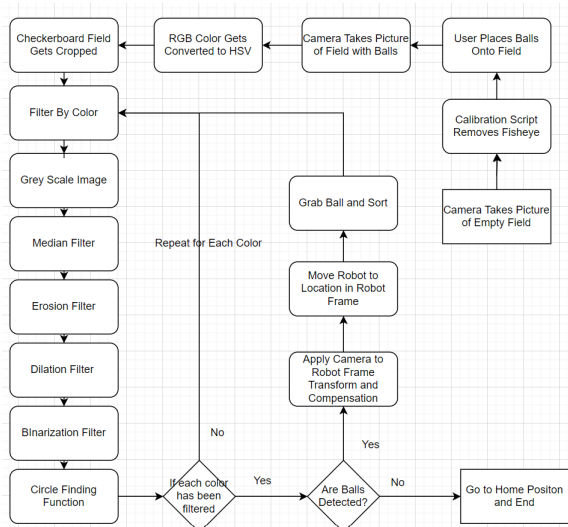 Checkerboard Field
Gets Cropped
RGB Color Gets
Converted to HSV
Camera Takes Picture
of Field with Balls
User Places Balls
Onto Field
Filter By Color
Calibration Script
Removes Fisheye
Grey Scale Image
Grab Ball and Sort
Camera Takes Picture
of Empty Field
Median Filter
Repeat for Each Color
Erosion Filter
Move Robot to
Location in Robot
Frame
Dilation Filter
Apply Camera to
Robot Frame
Transform and
Compensation
BInarization Filter
No
Yes
Circle Finding
Function
If each color
has been
filtered
Yes
Are Balls
Detected?
No
Go to Home Positon
and End